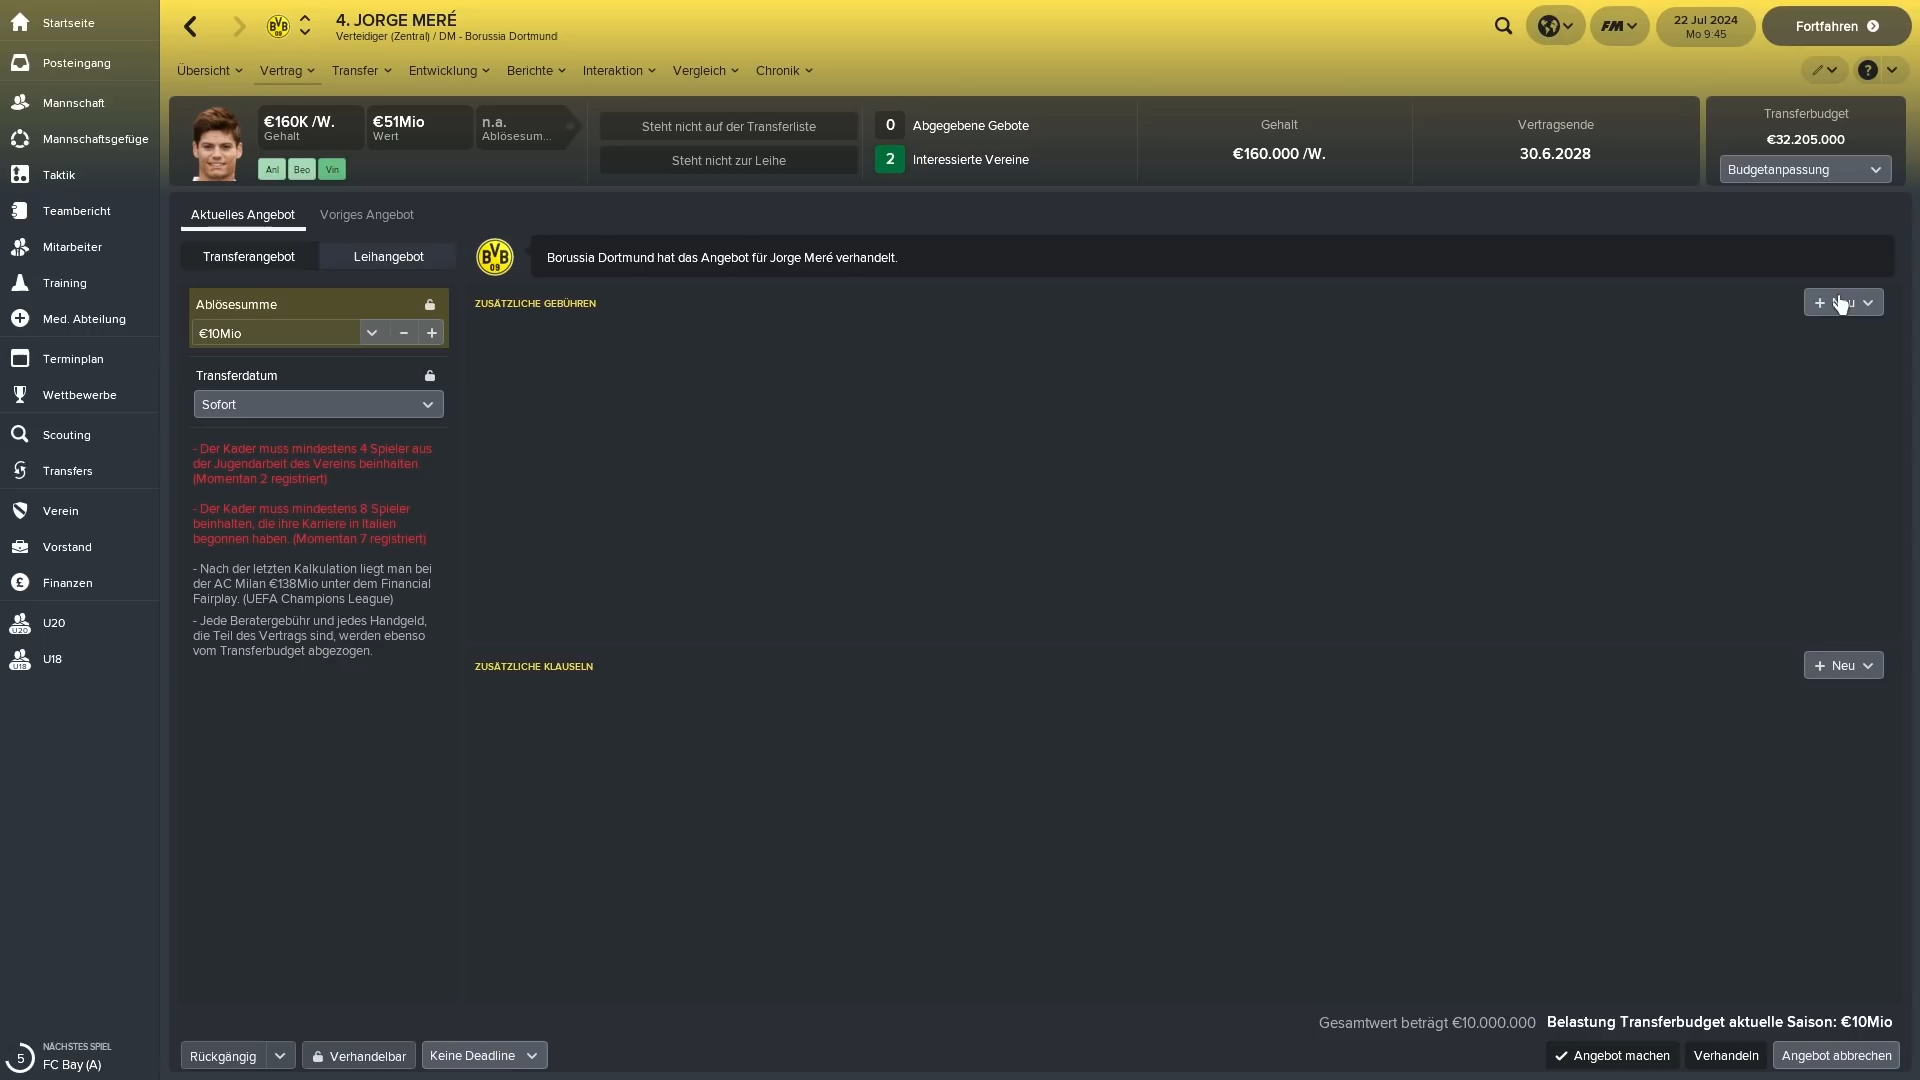 Startseite
Posteingang
Mannschaft
Mannschaftsgefüge
Taktik
Teambericht
Mitarbeiter
Training
Med. Abteilung
Terminplan
Wettbewerbe
Scouting
Transfers
Verein
Vorstand
Finanzen
U20
U20
U18
U18
5
NÄCHSTES SPIEL
FC Bay (A)
BVB 09
4. JORGE MERÉ
Verteidiger (Zentral) / DM - Borussia Dortmund
FM
22 Jul 2024
Mo 9:45
Fortfahren
Übersicht
Vertrag
Transfer
Entwicklung
Berichte
Interaktion
Vergleich
Chronik
?
€160K /W.
Gehalt
€51Mio
Wert
n.a.
Ablösesum...
Anl
Beo
Vin
Steht nicht auf der Transferliste
Steht nicht zur Leihe
0 Abgegebene Gebote
2 Interessierte Vereine
Gehalt
€160.000 /W.
Vertragsende
30.6.2028
Transferbudget
€32.205.000
Budgetanpassung
Aktuelles Angebot
Voriges Angebot
Transferangebot
Leihangebot
BVB 09
Borussia Dortmund hat das Angebot für Jorge Meré verhandelt.
Ablösesumme
€10Mio
Transferdatum
Sofort
- Der Kader muss mindestens 4 Spieler aus
der Jugendarbeit des Vereins beinhalten.
(Momentan 2 registriert)
- Der Kader muss mindestens 8 Spieler
beinhalten, die ihre Karriere in Italien
begonnen haben. (Momentan 7 registriert)
- Nach der letzten Kalkulation liegt man bei
der AC Milan €138Mio unter dem Financial
Fairplay. (UEFA Champions League)
- Jede Beratergebühr und jedes Handgeld,
die Teil des Vertrags sind, werden ebenso
vom Transferbudget abgezogen.
ZUSÄTZLICHE GEBÜHREN
ZUSÄTZLICHE KLAUSELN
+ Neu
Gesamtwert beträgt €10.000.000
Belastung Transferbudget aktuelle Saison: €10Mio
Rückgängig
Verhandelbar
Keine Deadline
Angebot machen
Verhandeln
Angebot abbrechen